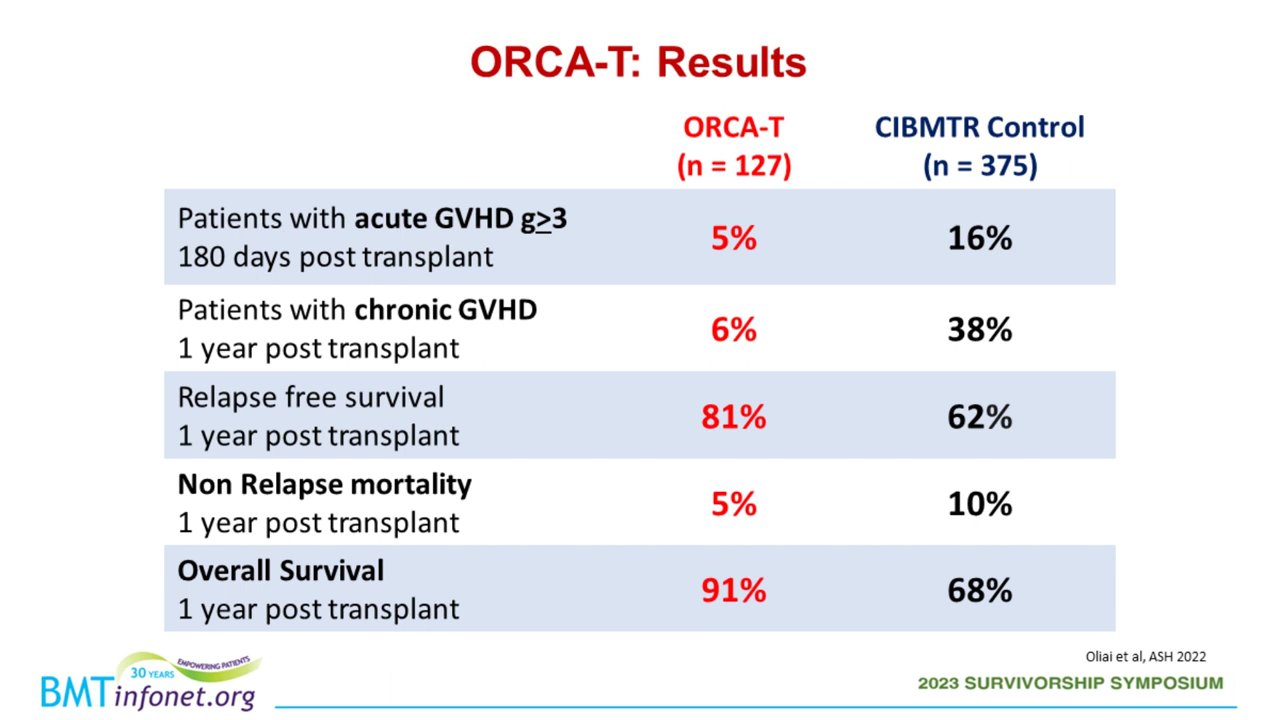 ORCA-T: Results
ORCA-T CIBMTR Control
(n = 127) (n = 375)
Patients with acute GVHD g≥3
180 days post transplant
5% 16%
Patients with chronic GVHD
1 year post transplant
6% 38%
Relapse free survival
1 year post transplant
81% 62%
Non Relapse mortality
1 year post transplant
5% 10%
Overall Survival
1 year post transplant
91% 68%
Oliai et al, ASH 2022
30 YEARS EMPOWERING PATIENTS
BMTinfonet.org
2023 SURVIVORSHIP SYMPOSIUM